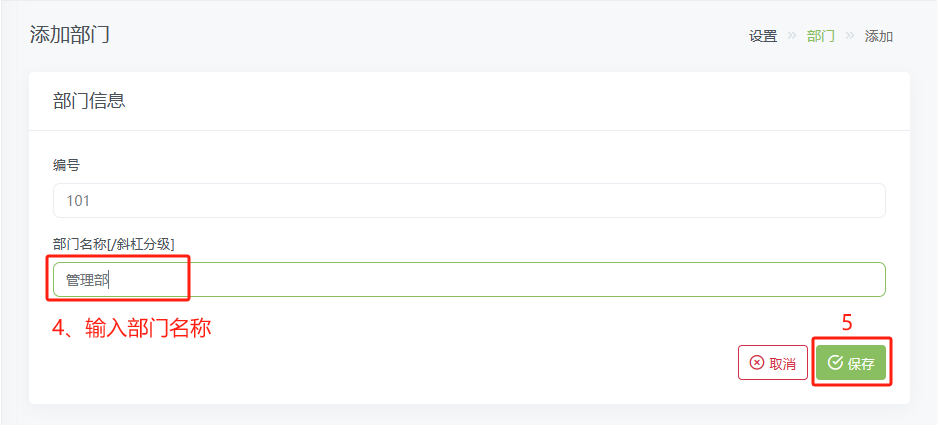 添加部门
设置 » 部门 » 添加
部门信息
编号
101
部门名称[/斜杠分级]
管理部
4、输入部门名称
5
取消
保存